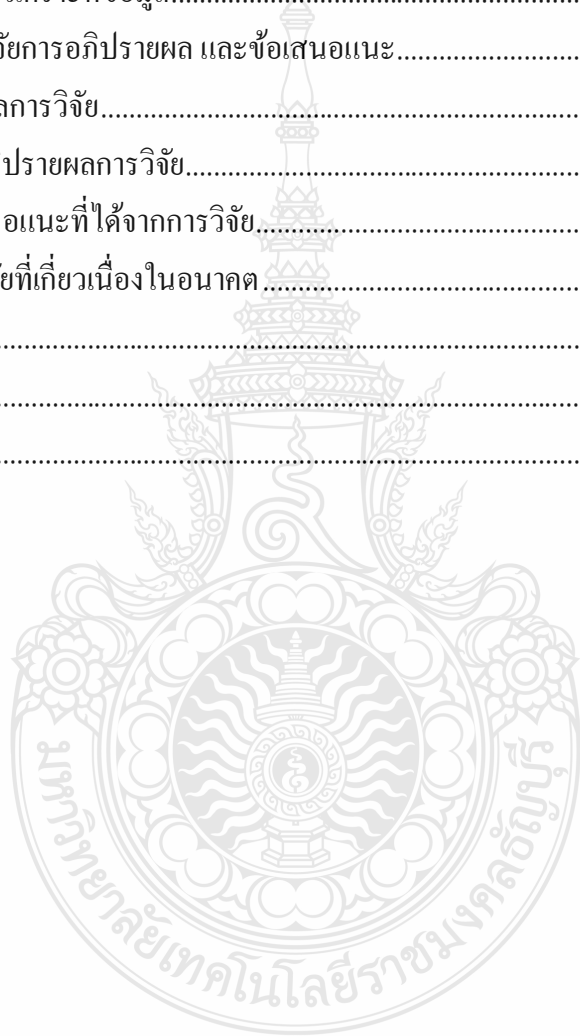 ัยการอภิปรายผล และข้อเสนอแนะ........................
ลการวิจัย........................................................................
ปรายผลการวิจัย..........................................................
อแนะที่ได้จากการวิจัย...............................................
ัยที่เกี่ยวเนื่องในอนาคต..............................................
มหาวิทยาลัยเทคโนโลยีราชมงคลธัญบุรี